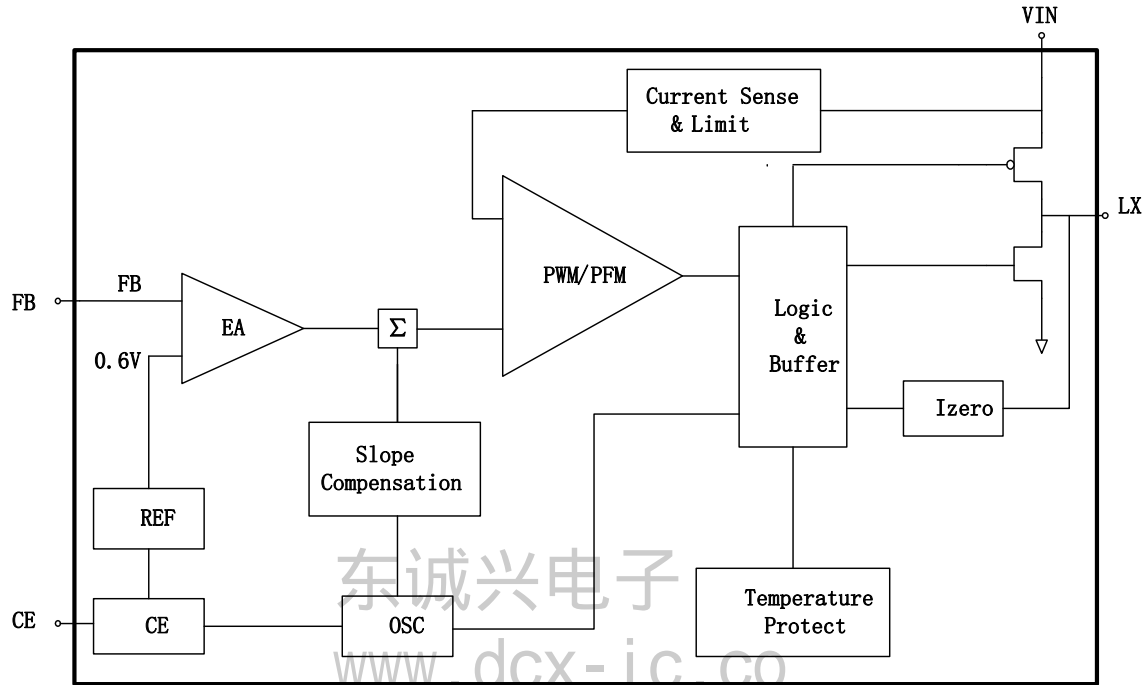 VIN
Current Sense
& Limit
LX
PWM/PFM
FB
FB
EA
Σ
Logic
&
Buffer
0.6V
Izero
Slope
Compensation
REF
东诚兴电子
Temperature
Protect
CE
CE
OSC
www.dcx-ic.co